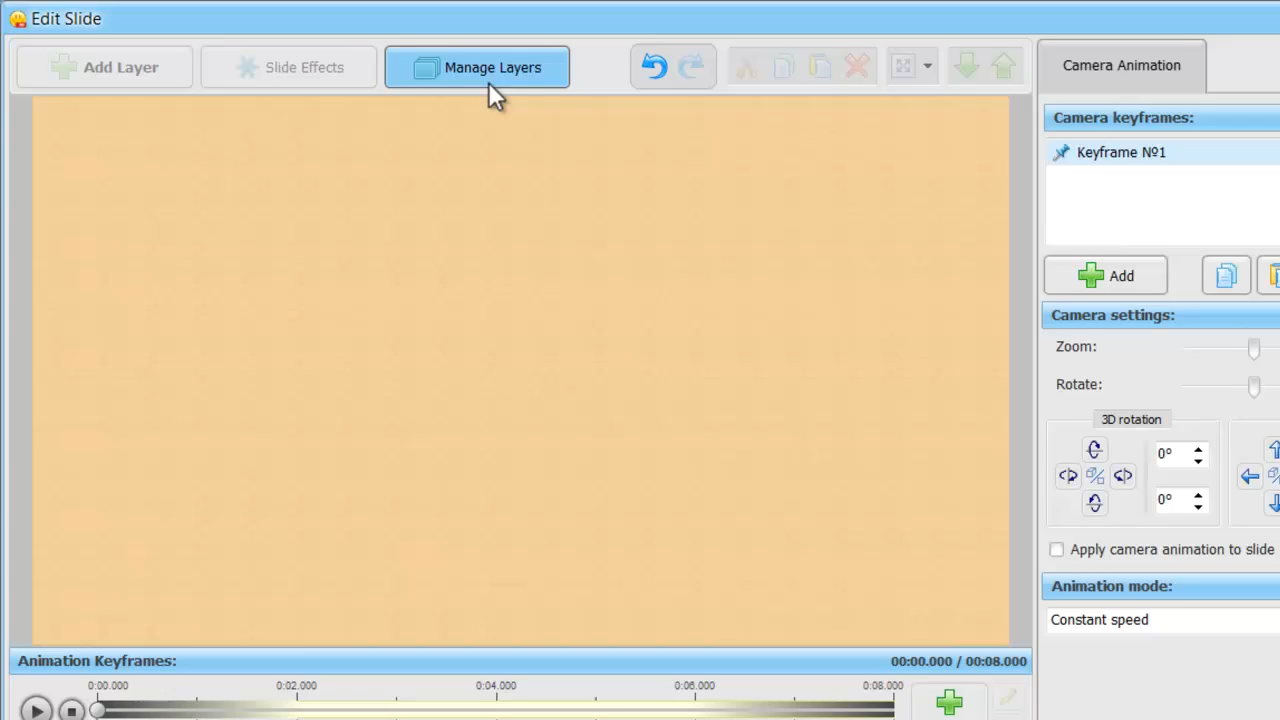 Edit Slide
Add Layer
Slide Effects
Manage Layers
Camera Animation
Camera keyframes:
Keyframe №1
Add
Camera settings:
Zoom:
Rotate:
3D rotation
0°
0°
Apply camera animation to slide
Animation mode:
Constant speed
Animation Keyframes:
00:00.000 / 00:08.000
0:00.000
0:02.000
0:04.000
0:06.000
0:08.000